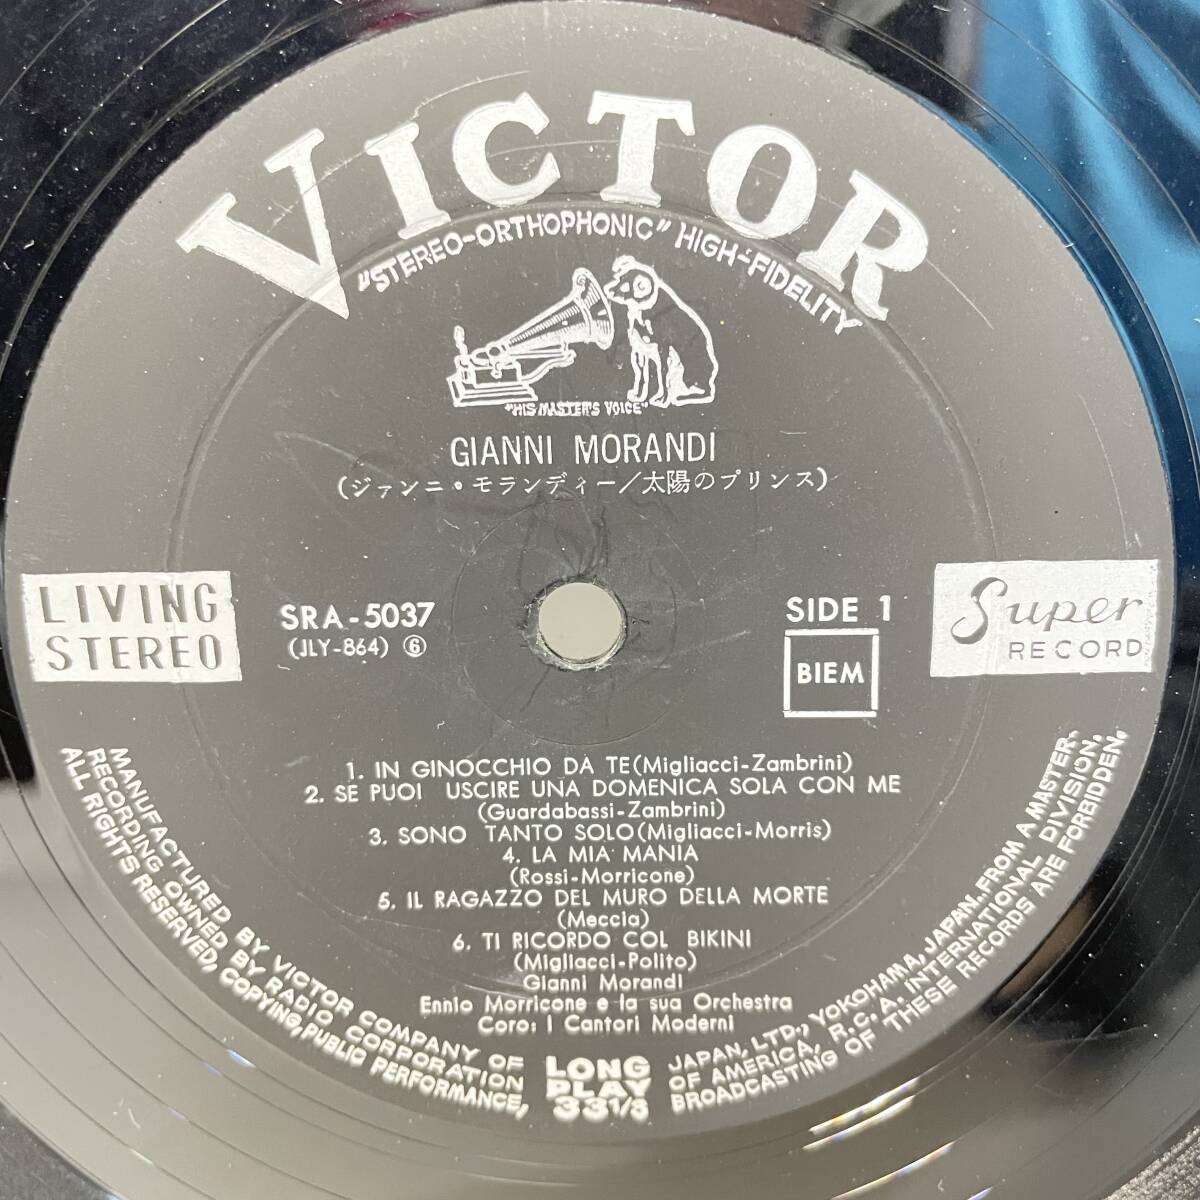 VICTOR
"STEREO-ORTHOPHONIC" HIGH-FIDELITY
"HIS MASTER'S VOICE"
GIANNI MORANDI
(ジァンニ・モランディー/太陽のプリンス)
LIVING
STEREO
SRA-5037
(JLY-864) ⑥
SIDE 1
BIEM
Super
RECORD
1. IN GINOCCHIO DA TE(Migliacci-Zambrini)
2. SE PUOI USCIRE UNA DOMENICA SOLA CON ME
(Guardabassi-Zambrini)
3. SONO TANTO SOLO(Migliacci-Morris)
4. LA MIA MANIA
(Rossi-Morricone)
5. IL RAGAZZO DEL MURO DELLA MORTE
(Meccia)
6. TI RICORDO COL BIKINI
(Migliacci-Polito)
Gianni Morandi
Ennio Morricone e la sua Orchestra
Coro: I Cantori Moderni
MANUFACTURED BY VICTOR COMPANY OF JAPAN, LTD., YOKOHAMA, JAPAN. FROM A MASTER
RECORDING OWNED BY RADIO CORPORATION OF AMERICA, R.C.A. INTERNATIONAL DIVISION,
ALL RIGHTS RESERVED, COPYING, PUBLIC PERFORMANCE, BROADCASTING OF THESE RECORDS ARE FORBIDDEN.
LONG
PLAY
33 1/3